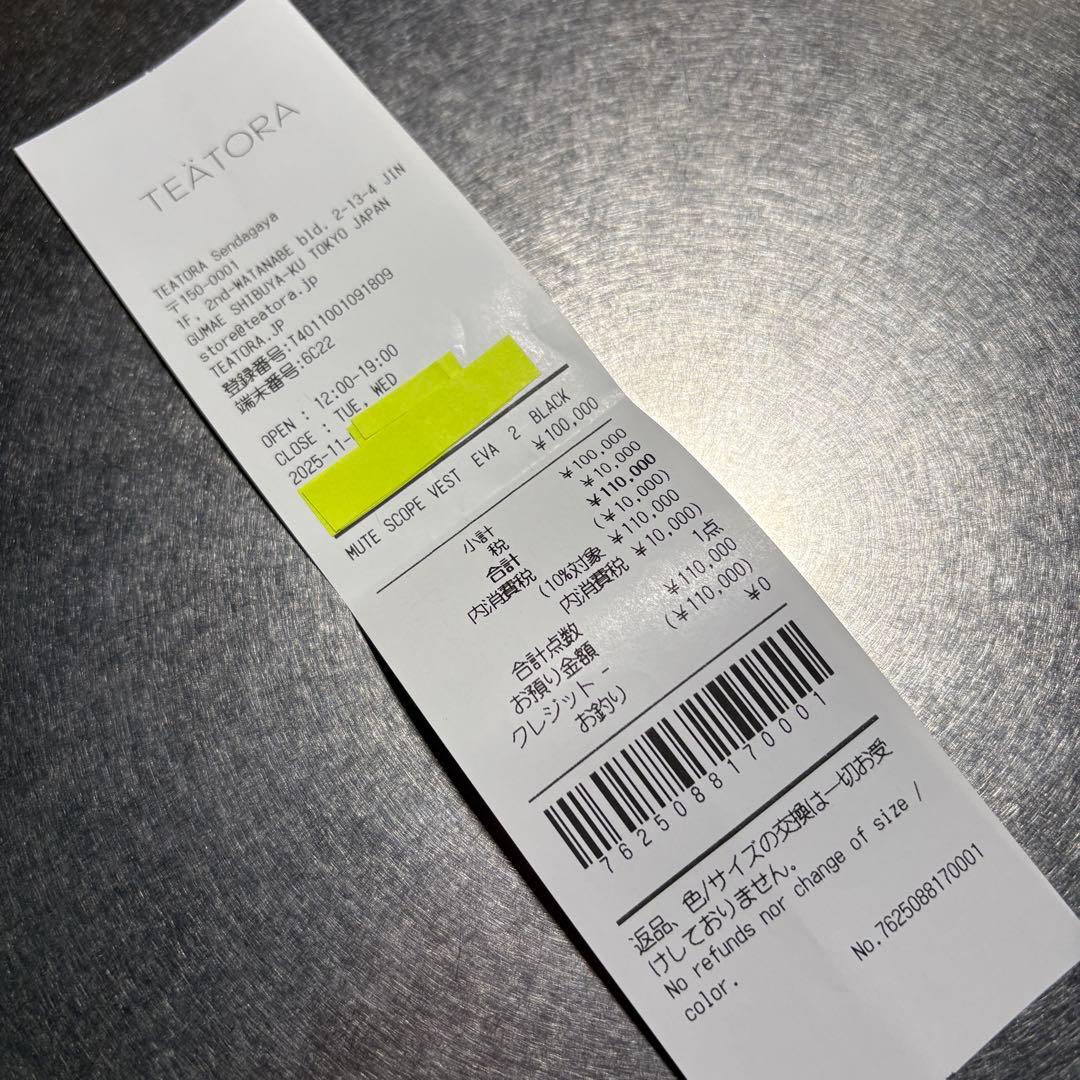 TEÄTORA
TEATORA Sendagaya
〒150-0001
1F, 2nd-WATANABE bld. 2-13-4 JIN
GUMAE SHIBUYA-KU TOKYO JAPAN
store@teatora.jp
TEATORA.JP
登録番号:T4011001091809
端末番号:6C22
OPEN : 12:00-19:00
CLOSE : TUE, WED
2025-11-
MUTE SCOPE VEST EVA 2 BLACK
¥100,000
小計 ¥100,000
税 ¥10,000
合計 ¥110,000
内消費税 (¥10,000)
(10%対象 ¥110,000
内消費税 ¥10,000)
合計点数 1点
お預り金額 ¥110,000
クレジット - (¥110,000)
お釣り ¥0
7625088170001
返品、色/サイズの交換は一切お受
けしておりません。
No refunds nor change of size /
color.
No.7625088170001